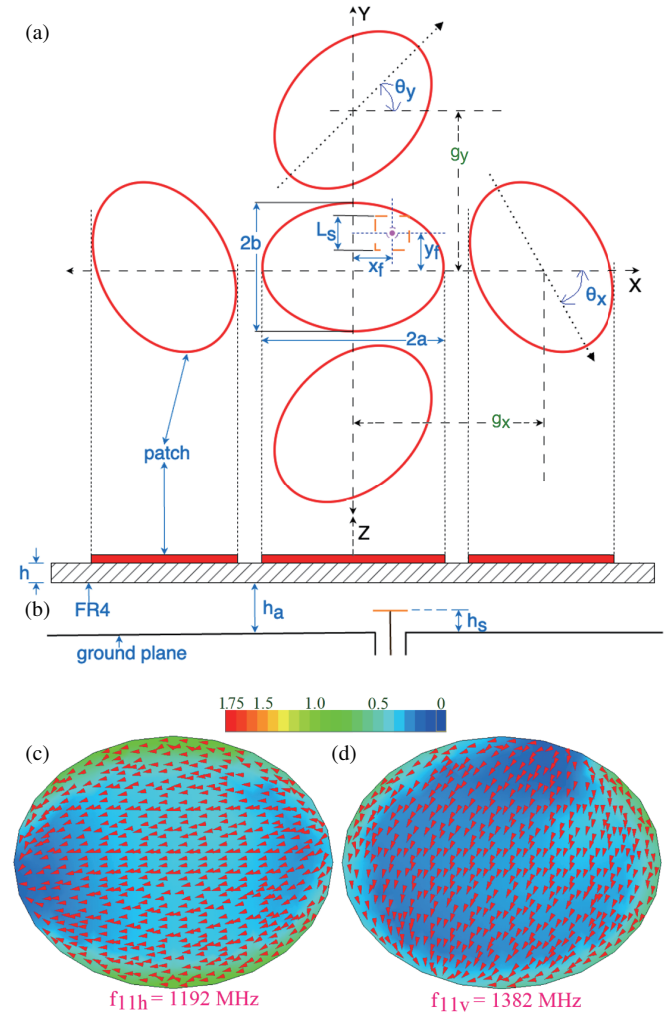 (a)
Y
θy
gy
2b
Ls
yf
xf
X
θx
2a
gx
patch
Z
h
FR4
ha
hs
(b)
ground plane
1.75 1.5 1.0 0.5 0
(c)
(d)
f11h = 1192 MHz
f11v = 1382 MHz